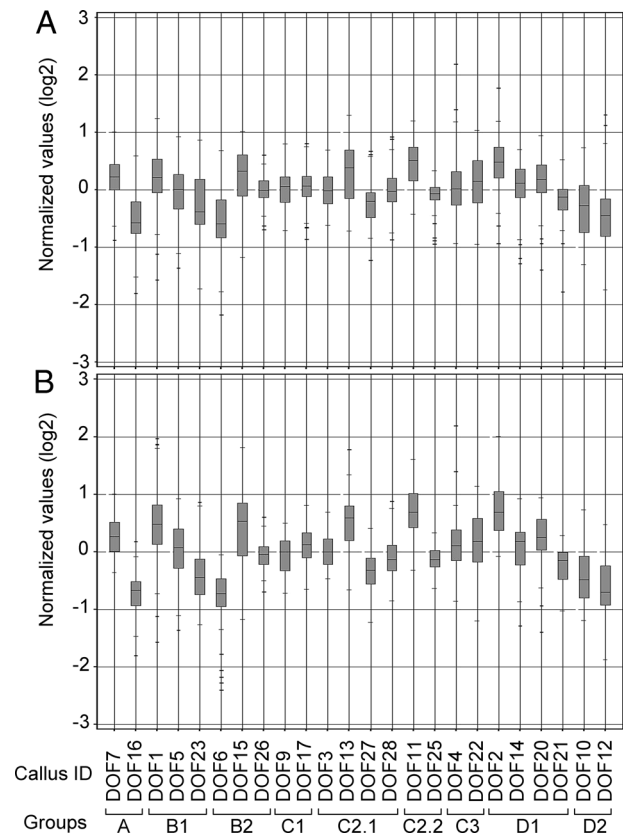 A
Normalized values (log2)
3
2
1
0
-1
-2
-3
B
Normalized values (log2)
3
2
1
0
-1
-2
-3
Callus ID DOF7 DOF16 DOF1 DOF5 DOF23 DOF6 DOF15 DOF26 DOF9 DOF17 DOF3 DOF13 DOF27 DOF28 DOF11 DOF25 DOF4 DOF22 DOF2 DOF14 DOF20 DOF21 DOF10 DOF12
Groups A B1 B2 C1 C2.1 C2.2 C3 D1 D2